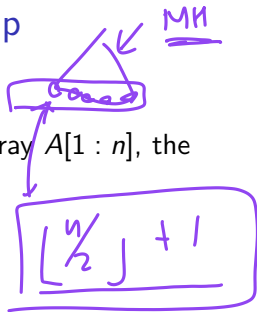 p
MH
ray A[1 : n], the
⌊n/2⌋ + 1